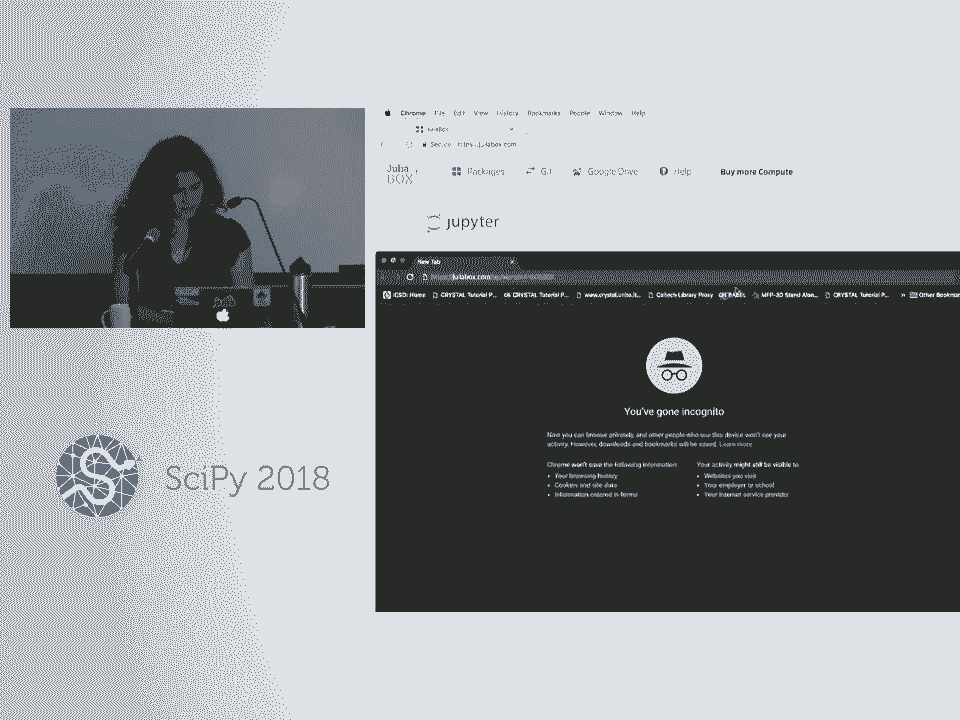 Chrome File Edit View History Bookmarks People Window Help
Secure juliabox.com
Julia BOX Packages Git Google Drive Help Buy more Compute
jupyter
New Tab
juliabox.com
ICSD: Home CRYSTAL Tutorial P... CRYSTAL Tutorial P... www.crystal.unito.it... Caltech Library Proxy MFP-3D Stand Alon... CRYSTAL Tutorial P... » Other Bookmar
You've gone incognito
Now you can browse privately, and other people who use this device won't see your
activity. However, downloads and bookmarks will be saved. Learn more
Chrome won't save the following information:
• Your browsing history
• Cookies and site data
• Information entered in forms
Your activity might still be visible to:
• Websites you visit
• Your employer or school
• Your internet service provider
SciPy 2018